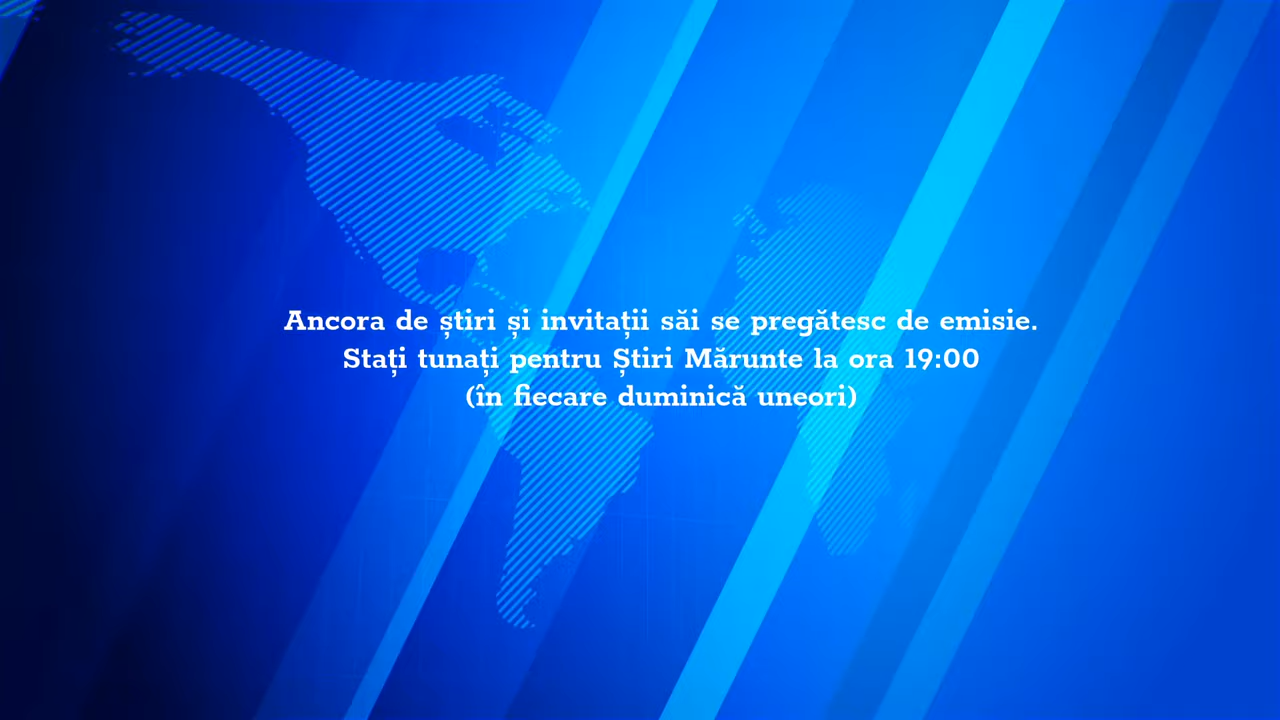 Ancora de știri și invitații săi se pregătesc de emisie.
Stați tunați pentru Știri Mărunte la ora 19:00
(în fiecare duminică uneori)